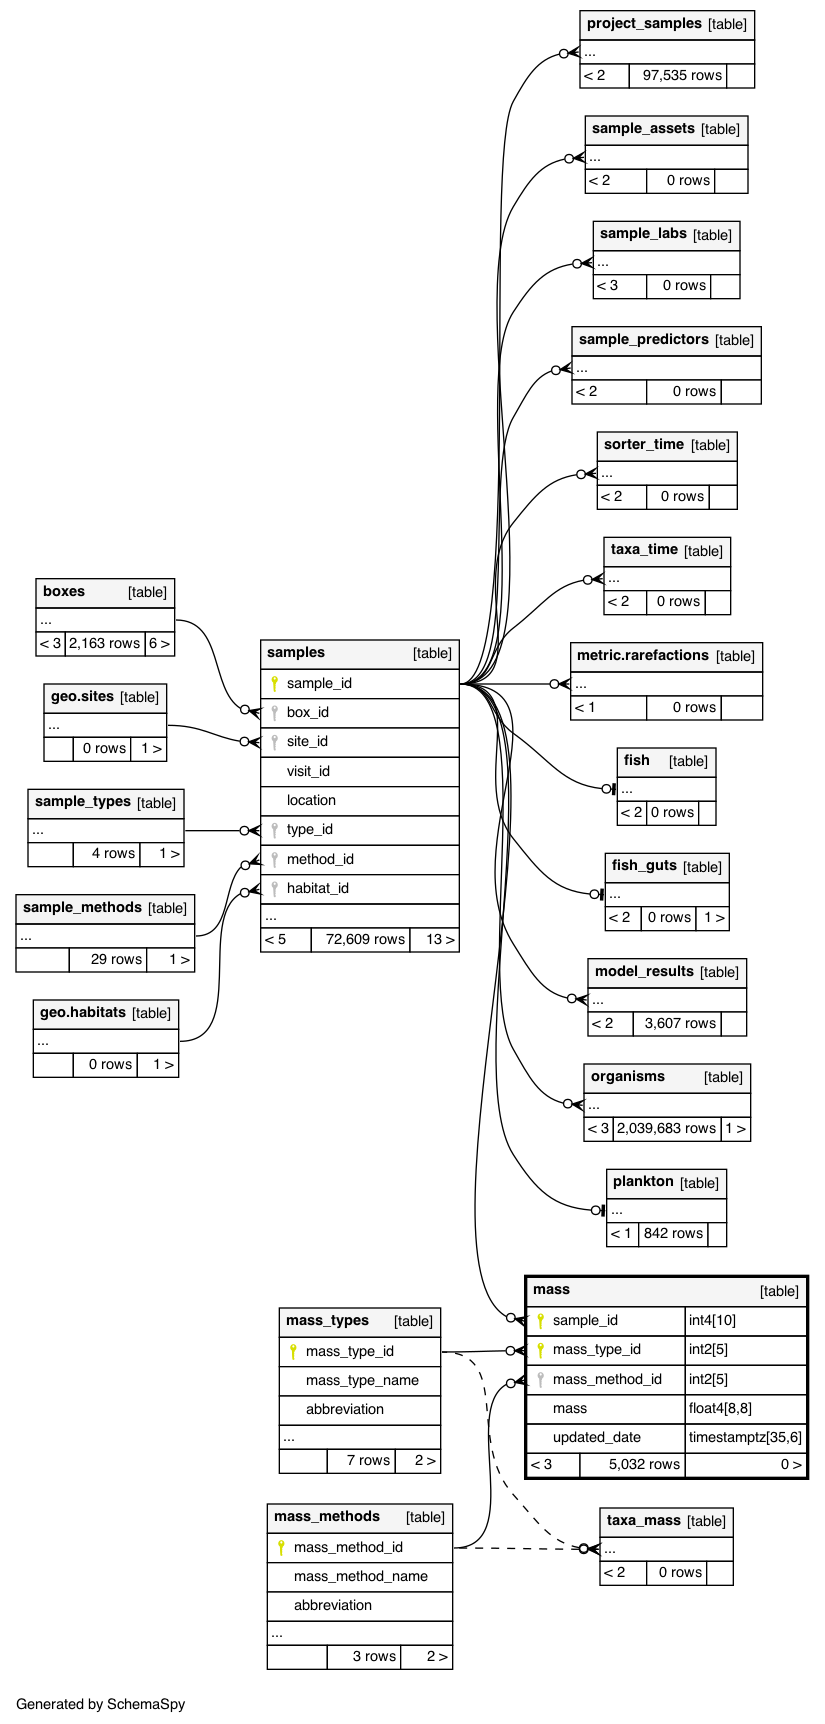 project_samples [table]
...
< 2 97,535 rows
sample_assets [table]
...
< 2 0 rows
sample_labs [table]
...
< 3 0 rows
sample_predictors [table]
...
< 2 0 rows
sorter_time [table]
...
< 2 0 rows
taxa_time [table]
...
< 2 0 rows
boxes [table]
...
< 3 2,163 rows 6 >
geo.sites [table]
...
0 rows 1 >
sample_types [table]
...
4 rows 1 >
sample_methods [table]
...
29 rows 1 >
geo.habitats [table]
...
0 rows 1 >
samples [table]
sample_id
box_id
site_id
visit_id
location
type_id
method_id
habitat_id
...
< 5 72,609 rows 13 >
metric.rarefactions [table]
...
< 1 0 rows
fish [table]
...
< 2 0 rows
fish_guts [table]
...
< 2 0 rows 1 >
model_results [table]
...
< 2 3,607 rows
organisms [table]
...
< 3 2,039,683 rows 1 >
plankton [table]
...
< 1 842 rows
mass [table]
sample_id int4[10]
mass_type_id int2[5]
mass_method_id int2[5]
mass float4[8,8]
updated_date timestamptz[35,6]
< 3 5,032 rows 0 >
mass_types [table]
mass_type_id
mass_type_name
abbreviation
...
7 rows 2 >
mass_methods [table]
mass_method_id
mass_method_name
abbreviation
...
3 rows 2 >
taxa_mass [table]
...
< 2 0 rows
Generated by SchemaSpy